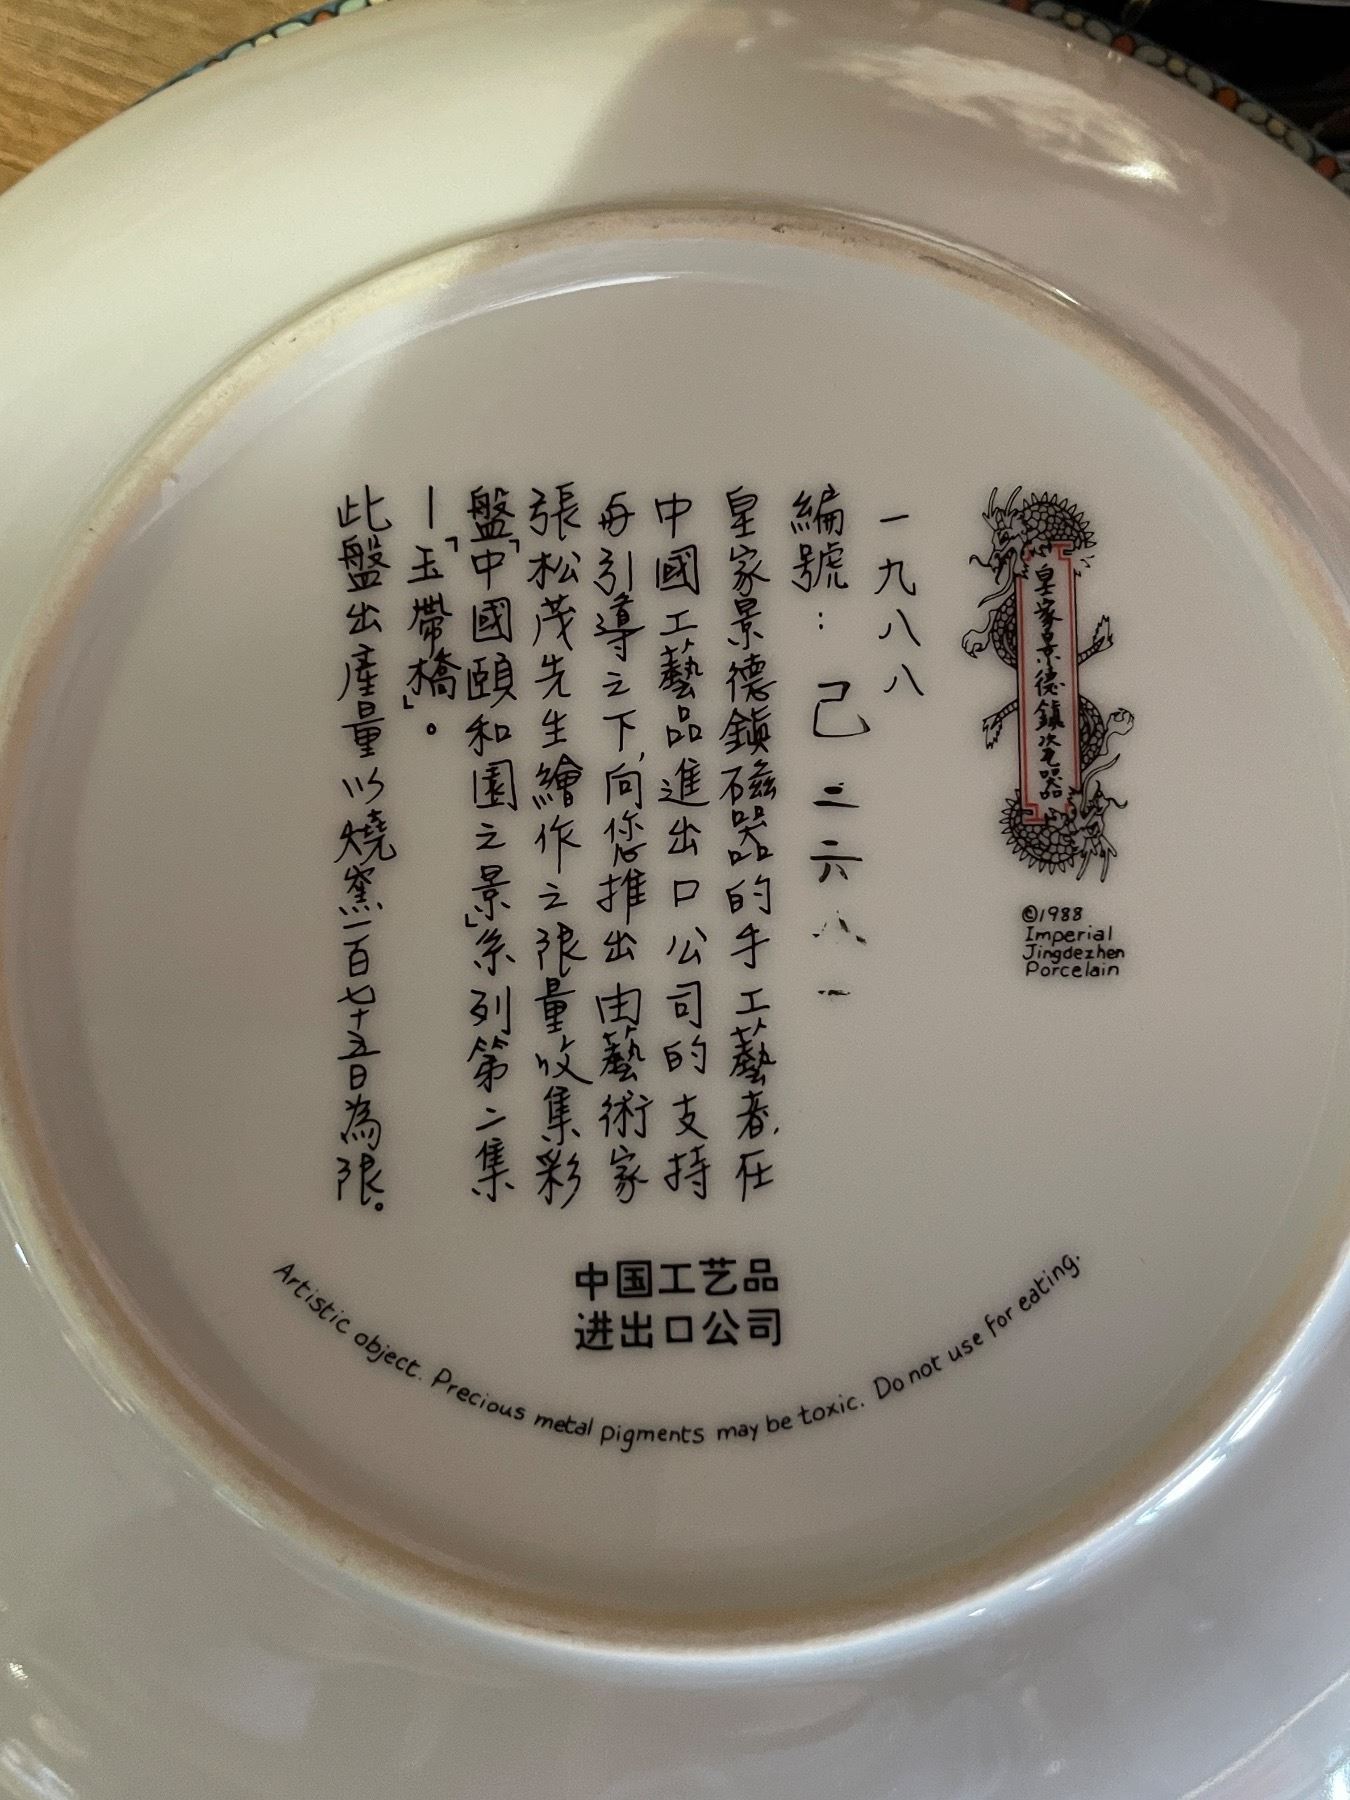 皇家景德鎮瓷器
©1988
Imperial
Jingdezhen
Porcelain
一九八八
編號：己二六八一
皇家景德鎮磁器的手工藝者，在
中國工藝品進出口公司的支持
与引導之下，向您推出由藝術家
張松茂先生繪作之限量收集彩
盤「中國頤和園之景」系列第二集
—「玉帶橋」。
此盤出產量以燒窯一百七十五日為限。
中国工艺品
进出口公司
Artistic object. Precious metal pigments may be toxic. Do not use for eating.